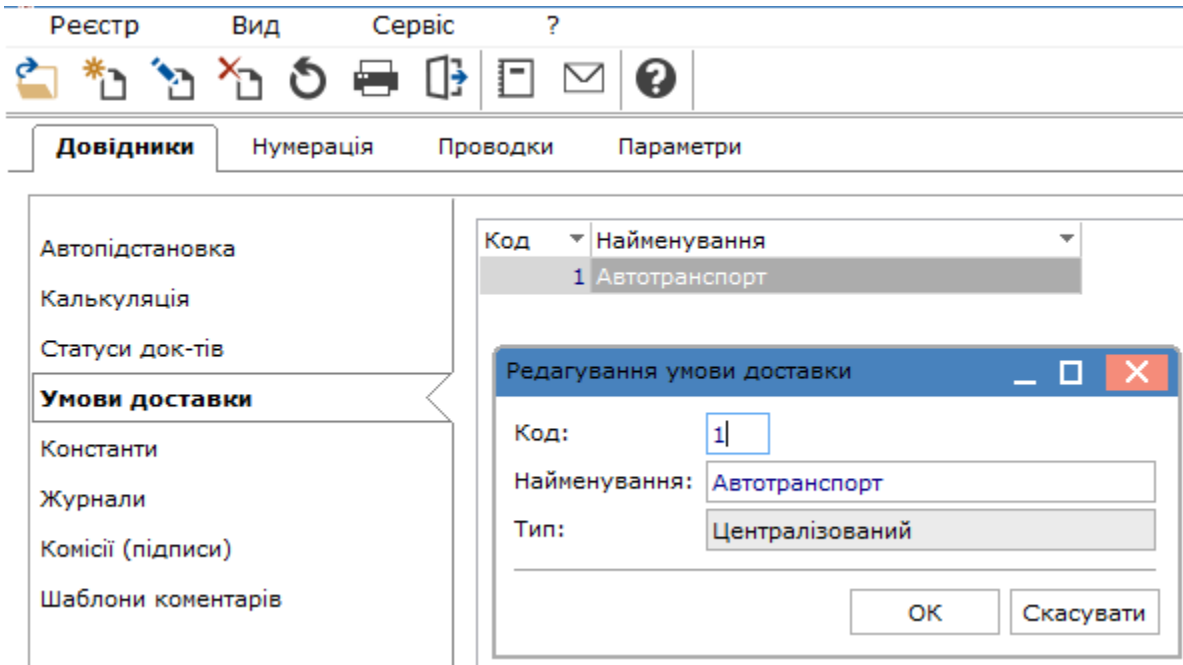 Реєстр Вид Сервіс ?
Довідники Нумерація Проводки Параметри
Автопідстановка
Калькуляція
Статуси док-тів
Умови доставки
Константи
Журнали
Комісії (підписи)
Шаблони коментарів
Код Найменування
1 Автотранспорт
Редагування умови доставки
Код: 1
Найменування: Автотранспорт
Тип: Централізований
ОК Скасувати